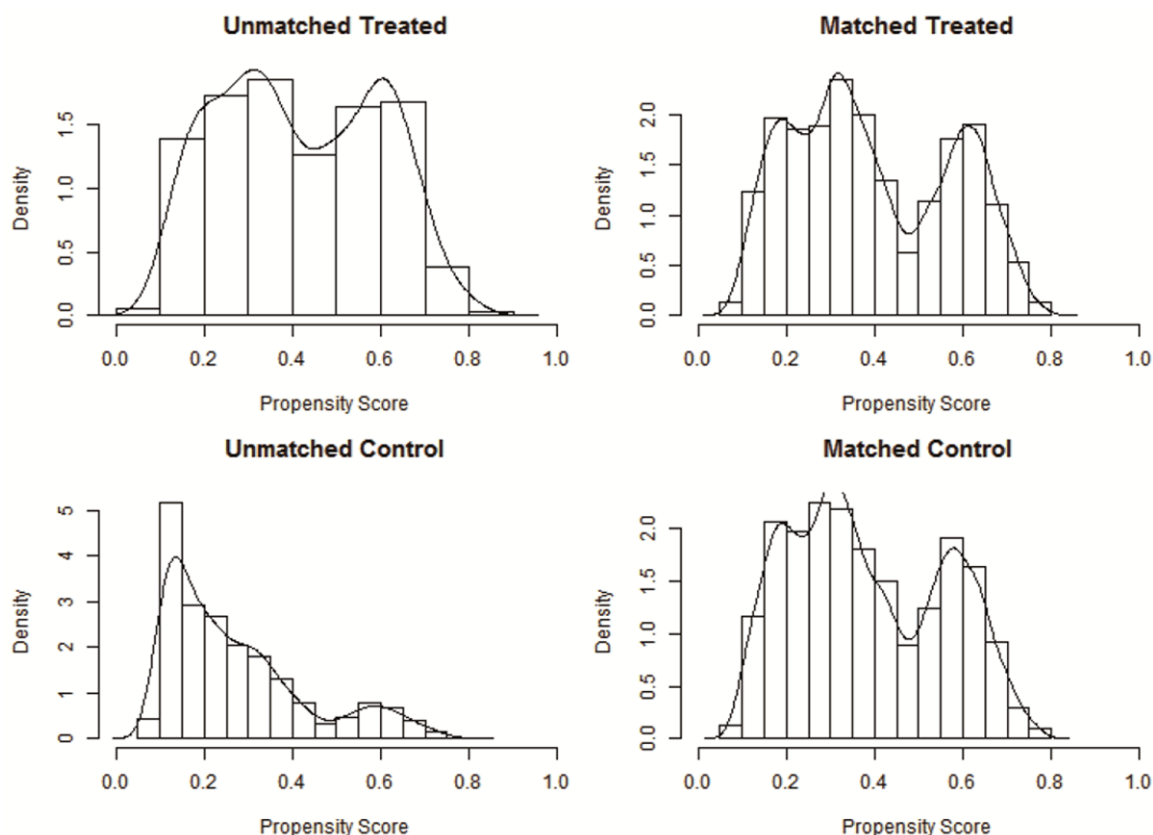 Unmatched Treated
Density
0.0 0.5 1.0 1.5
0.0 0.2 0.4 0.6 0.8 1.0
Propensity Score
Matched Treated
Density
0.0 0.5 1.0 1.5 2.0
0.0 0.2 0.4 0.6 0.8 1.0
Propensity Score
Unmatched Control
Density
0 1 2 3 4 5
0.0 0.2 0.4 0.6 0.8 1.0
Propensity Score
Matched Control
Density
0.0 0.5 1.0 1.5 2.0
0.0 0.2 0.4 0.6 0.8 1.0
Propensity Score